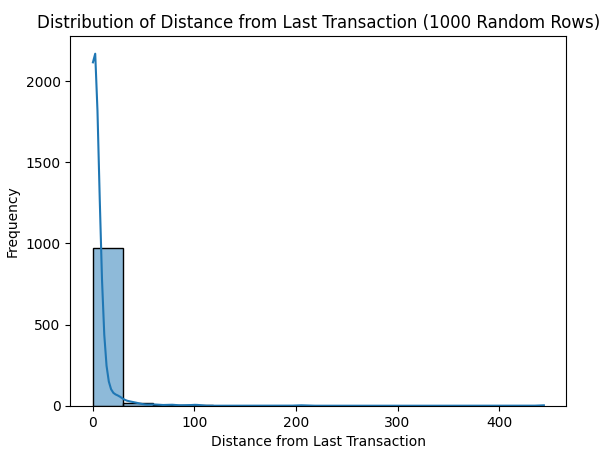 Distribution of Distance from Last Transaction (1000 Random Rows)
2000
1500
1000
500
0
Frequency
0 100 200 300 400
Distance from Last Transaction